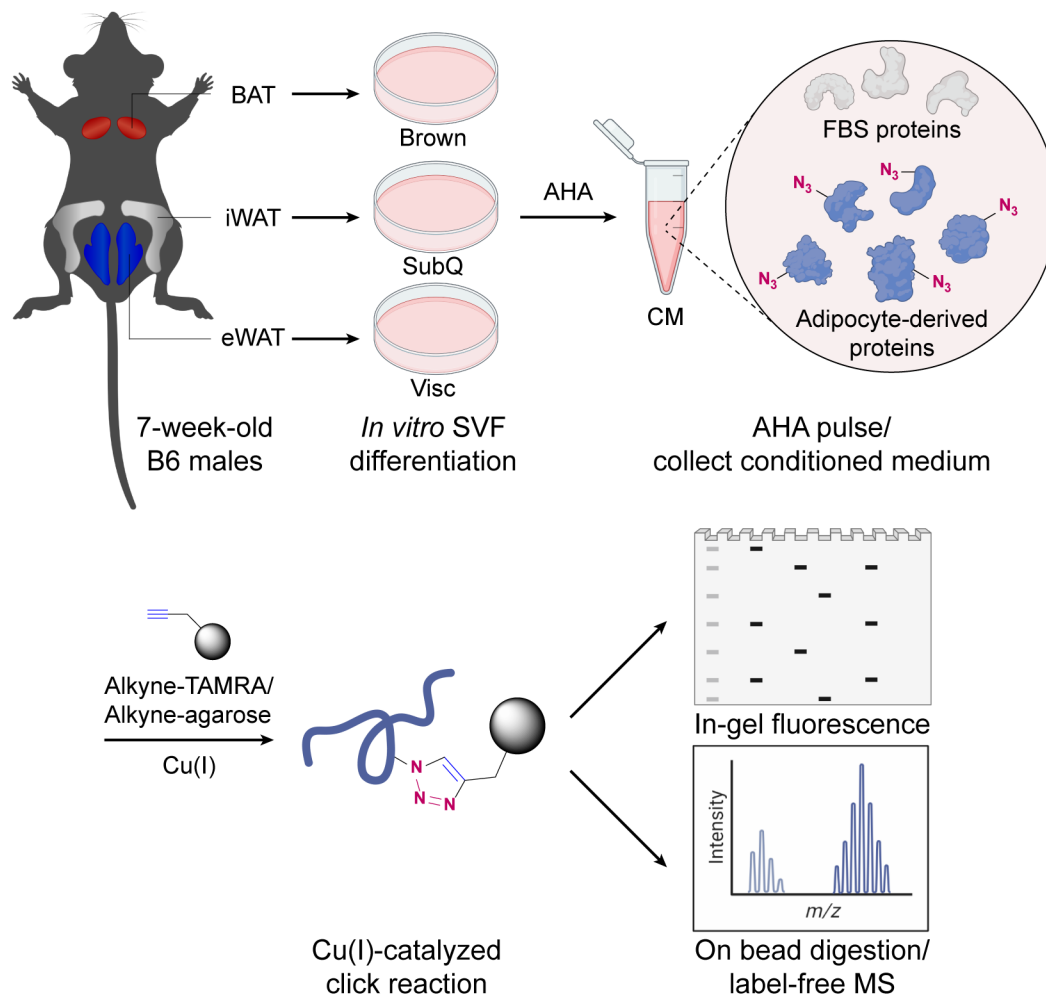 BAT
iWAT
eWAT
7-week-old
B6 males
Brown
SubQ
Visc
In vitro SVF
differentiation
AHA
CM
FBS proteins
N3
N3
N3
N3
N3
Adipocyte-derived
proteins
AHA pulse/
collect conditioned medium
Alkyne-TAMRA/
Alkyne-agarose
Cu(I)
N
N
N
Cu(I)-catalyzed
click reaction
In-gel fluorescence
Intensity
m/z
On bead digestion/
label-free MS